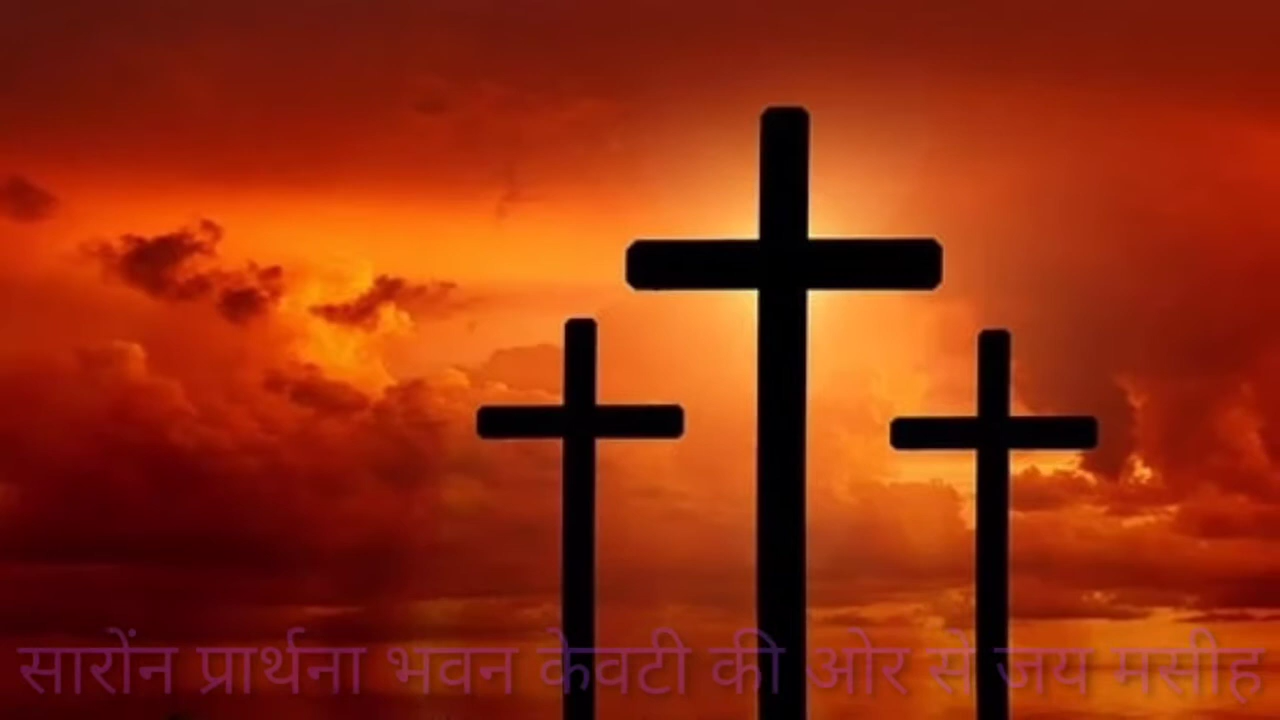 सारोंन प्रार्थना भवन केवटी की ओर से जय मसीह